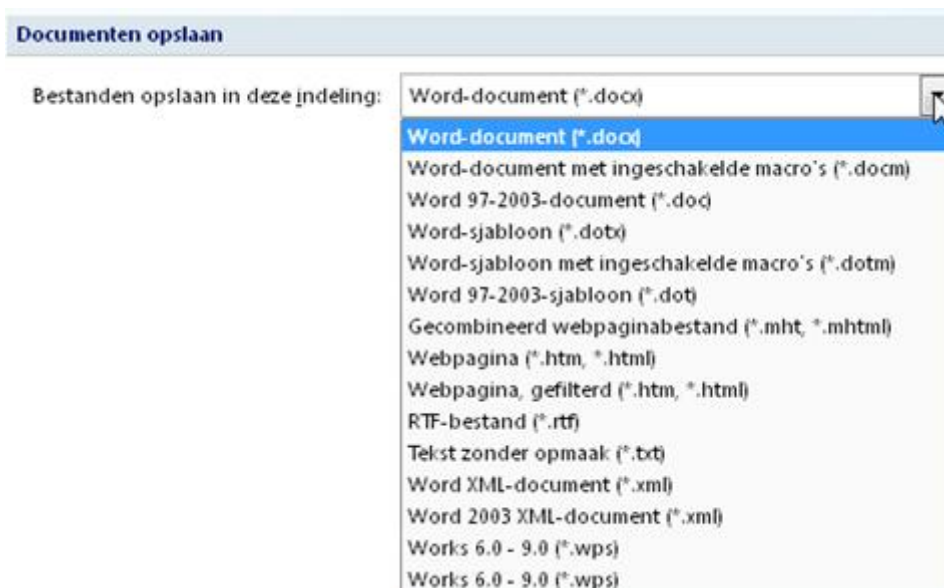 Documenten opslaan
Bestanden opslaan in deze indeling: Word-document (*.docx)
Word-document (*.docx)
Word-document met ingeschakelde macro's (*.docm)
Word 97-2003-document (*.doc)
Word-sjabloon (*.dotx)
Word-sjabloon met ingeschakelde macro's (*.dotm)
Word 97-2003-sjabloon (*.dot)
Gecombineerd webpaginabestand (*.mht, *.mhtml)
Webpagina (*.htm, *.html)
Webpagina, gefilterd (*.htm, *.html)
RTF-bestand (*.rtf)
Tekst zonder opmaak (*.txt)
Word XML-document (*.xml)
Word 2003 XML-document (*.xml)
Works 6.0 - 9.0 (*.wps)
Works 6.0 - 9.0 (*.wps)